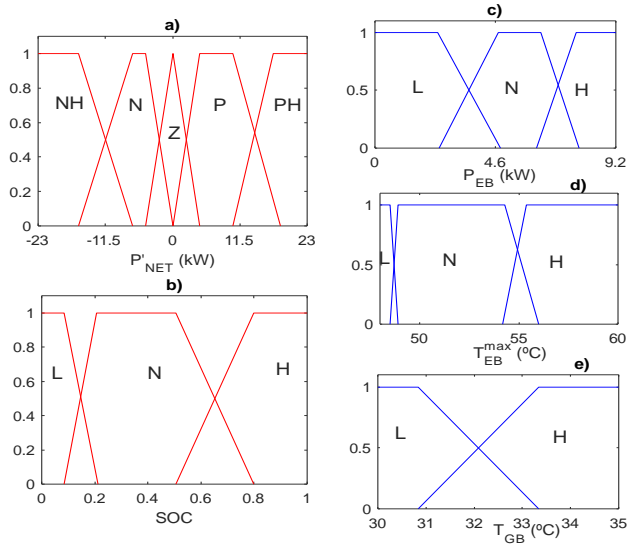 a)
1
0.8
0.6
0.4
0.2
0
NH
N
Z
P
PH
-23
-11.5
0
11.5
23
P'NET (kW)
b)
1
0.8
0.6
0.4
0.2
0
L
N
H
0
0.2
0.4
0.6
0.8
1
SOC
c)
1
0.5
0
L
N
H
0
4.6
9.2
PEB (kW)
d)
1
0.5
0
L
N
H
50
55
60
TEBmax (ºC)
e)
1
0.5
0
L
H
30
31
32
33
34
35
TGB (ºC)